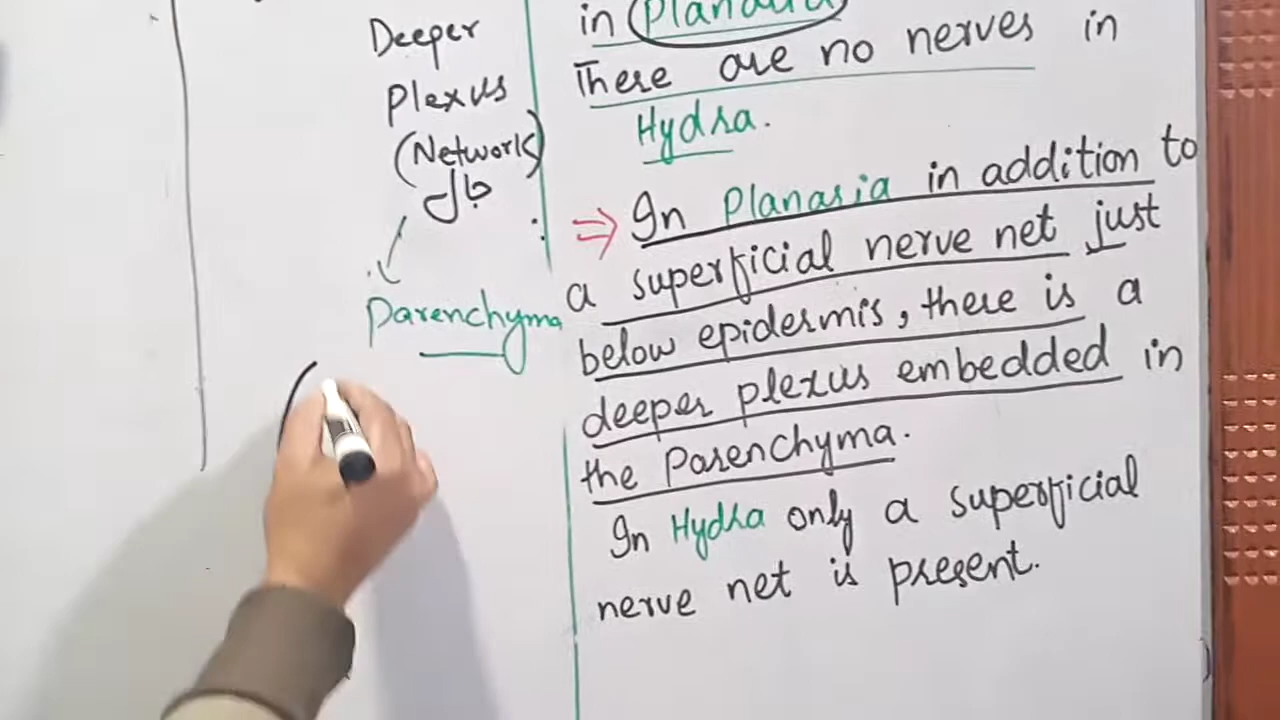 Deeper
Plexus
(Network)
جال
Parenchyma
in Planaria
There are no nerves in
Hydra.
⇒ In Planaria in addition to
a superficial nerve net just
below epidermis, there is a
deeper plexus embedded in
the Parenchyma.
In Hydra only a superficial
nerve net is present.